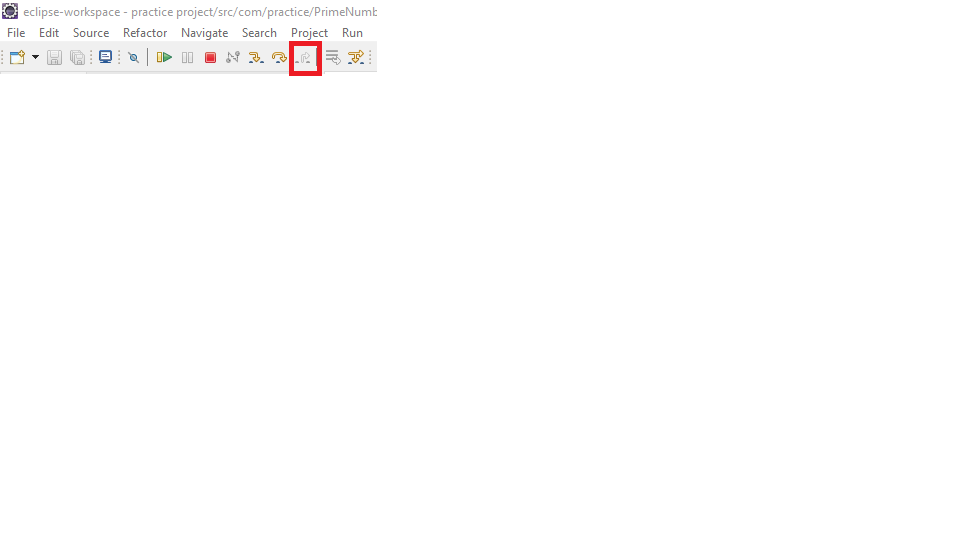 eclipse-workspace - practice project/src/com/practice/PrimeNumb
File Edit Source Refactor Navigate Search Project Run